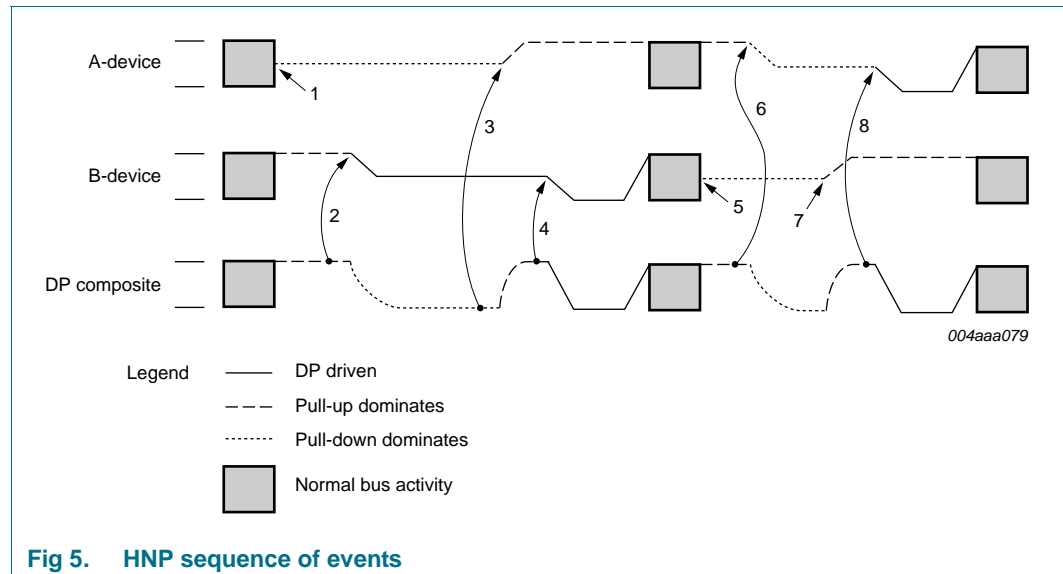 A-device
1
3
6
8
B-device
2
4
5
7
DP composite
004aaa079
Legend
DP driven
Pull-up dominates
Pull-down dominates
Normal bus activity
Fig 5. HNP sequence of events